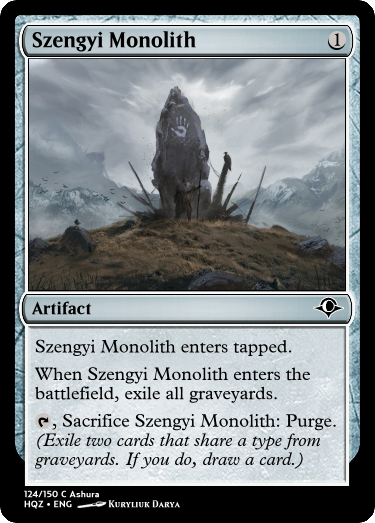 Szengyi Monolith 1
Artifact
Szengyi Monolith enters tapped.
When Szengyi Monolith enters the
battlefield, exile all graveyards.
, Sacrifice Szengyi Monolith: Purge.
(Exile two cards that share a type from
graveyards. If you do, draw a card.)
124/150 C Ashura
HQZ • ENG Kuryliuk Darya